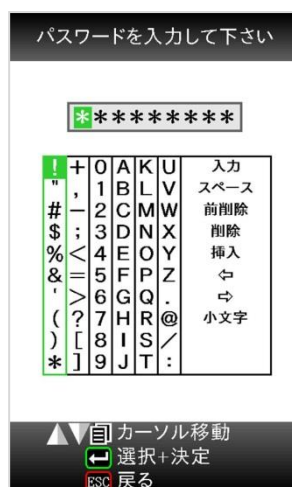 パスワードを入力して下さい
*********
! + 0 A K U 入力
" , 1 B L V スペース
# − 2 C M W 前削除
$ ; 3 D N X 削除
% < 4 E O Y 挿入
& = 5 F P Z ⇦
' > 6 G Q . ⇨
( ? 7 H R @ 小文字
) [ 8 I S /
* ] 9 J T :
カーソル移動
選択+決定
ESC 戻る